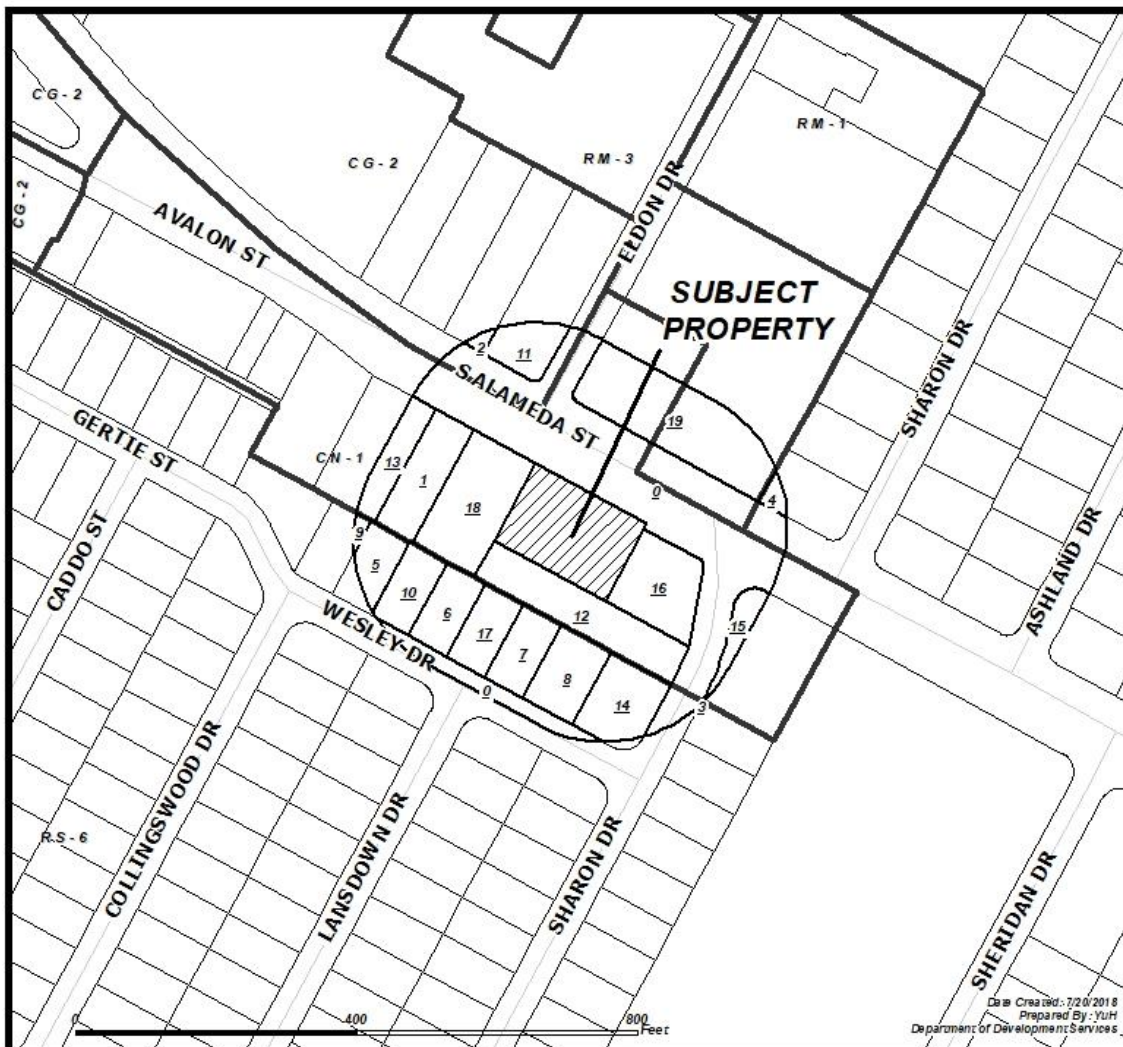 CG - 2
CG - 2
RM - 3
RM - 1
CG - 2
AVALON ST
ELDON DR
SUBJECT
PROPERTY
SHARON DR
2
11
S ALAMEDA ST
19
GERTIE ST
CN - 1
13
1
18
0
4
ASHLAND DR
9
5
10
6
17
7
8
12
16
15
14
3
CADDO ST
WESLEY DR
0
COLLINGSWOOD DR
RS - 6
LANSDOWN DR
SHARON DR
SHERIDAN DR
0
400
800
Feet
Date Created: 7/20/2018
Prepared By: YuH
Department of Development Services